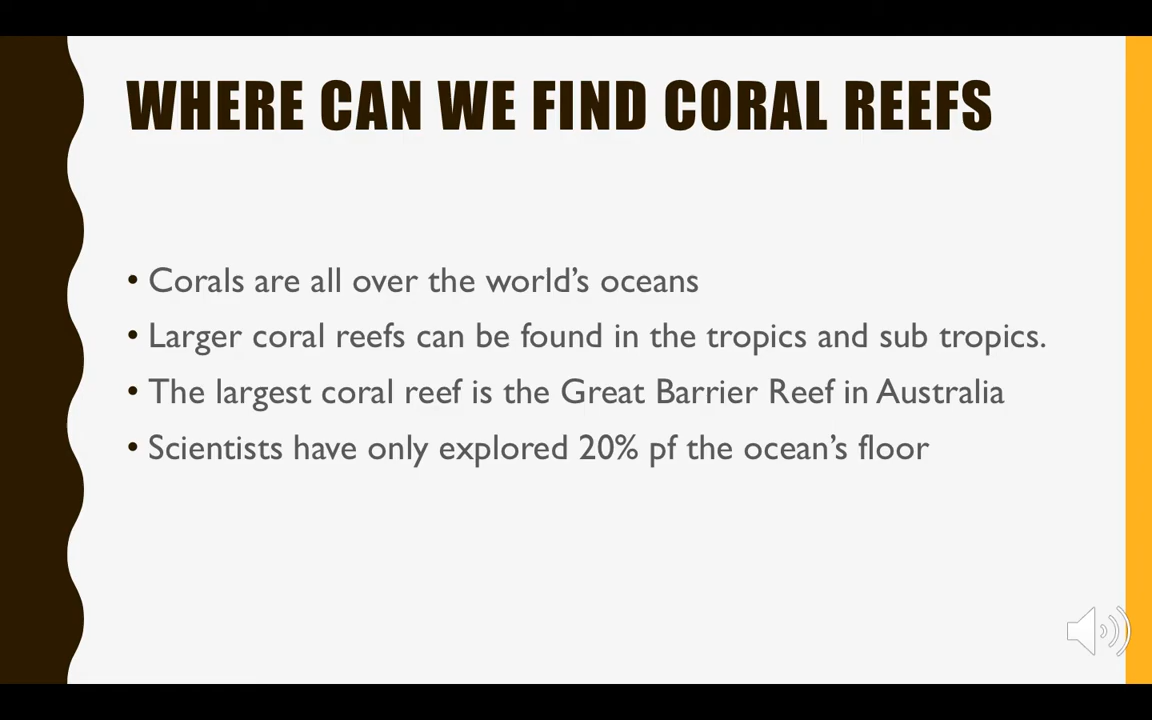 WHERE CAN WE FIND CORAL REEFS
• Corals are all over the world’s oceans
• Larger coral reefs can be found in the tropics and sub tropics.
• The largest coral reef is the Great Barrier Reef in Australia
• Scientists have only explored 20% pf the ocean’s floor